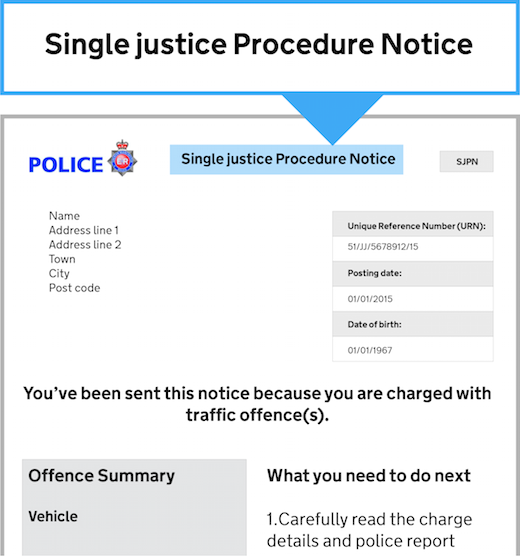 Single justice Procedure Notice
POLICE
Single justice Procedure Notice
SJPN
Name
Address line 1
Address line 2
Town
City
Post code
Unique Reference Number (URN):
51/JJ/5678912/15
Posting date:
01/01/2015
Date of birth:
01/01/1967
You've been sent this notice because you are charged with
traffic offence(s).
Offence Summary
Vehicle
What you need to do next
1.Carefully read the charge
details and police report